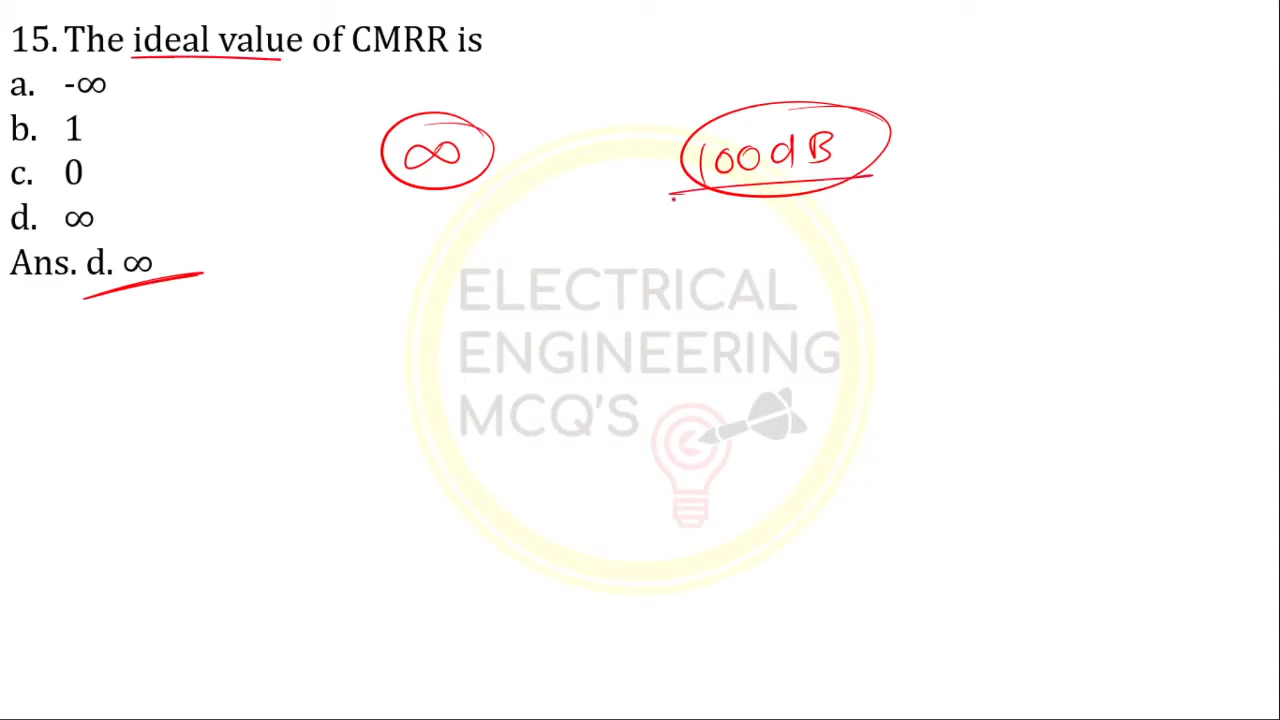 15. The ideal value of CMRR is
a. -∞
b. 1
c. 0
d. ∞
Ans. d. ∞
∞
100dB
ELECTRICAL
ENGINEERING
MCQ'S